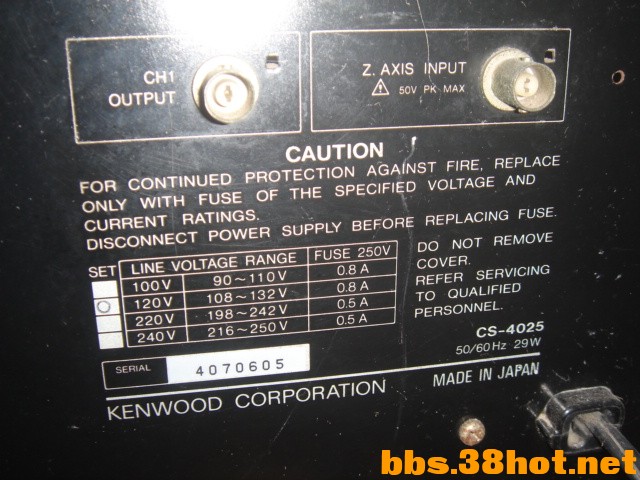 CH1
OUTPUT
Z. AXIS INPUT
50V PK MAX
CAUTION
FOR CONTINUED PROTECTION AGAINST FIRE, REPLACE
ONLY WITH FUSE OF THE SPECIFIED VOLTAGE AND
CURRENT RATINGS.
DISCONNECT POWER SUPPLY BEFORE REPLACING FUSE.
SET LINE VOLTAGE RANGE FUSE 250V
100V 90~110V 0.8 A
120V 108~132V 0.8 A
220V 198~242V 0.5 A
240V 216~250V 0.5 A
DO NOT REMOVE
COVER.
REFER SERVICING
TO QUALIFIED
PERSONNEL.
CS-4025
50/60Hz 29W
SERIAL 4070605
KENWOOD CORPORATION MADE IN JAPAN
bbs.38hot.net